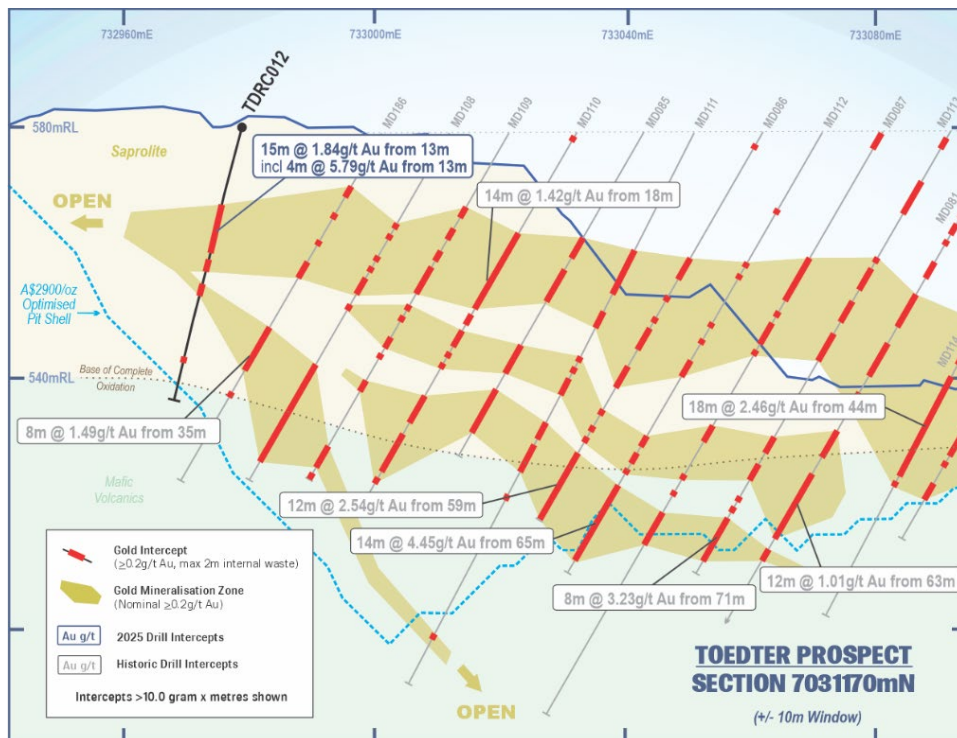 732960mE
733000mE
733040mE
733080mE
TDRC012
MD186
MD108
MD109
MD110
MD085
MD111
MD086
MD112
MD087
MD113
MD081
MD114
580mRL
Saprolite
15m @ 1.84g/t Au from 13m
incl 4m @ 5.79g/t Au from 13m
14m @ 1.42g/t Au from 18m
OPEN
A$2900/oz
Optimised
Pit Shell
Base of Complete
Oxidation
540mRL
8m @ 1.49g/t Au from 35m
18m @ 2.46g/t Au from 44m
Mafic
Volcanics
12m @ 2.54g/t Au from 59m
14m @ 4.45g/t Au from 65m
8m @ 3.23g/t Au from 71m
12m @ 1.01g/t Au from 63m
Gold Intercept
(≥0.2g/t Au, max 2m internal waste)
Gold Mineralisation Zone
(Nominal ≥0.2g/t Au)
Au g/t 2025 Drill Intercepts
Au g/t Historic Drill Intercepts
Intercepts >10.0 gram x metres shown
OPEN
TOEDTER PROSPECT
SECTION 7031170mN
(+/- 10m Window)